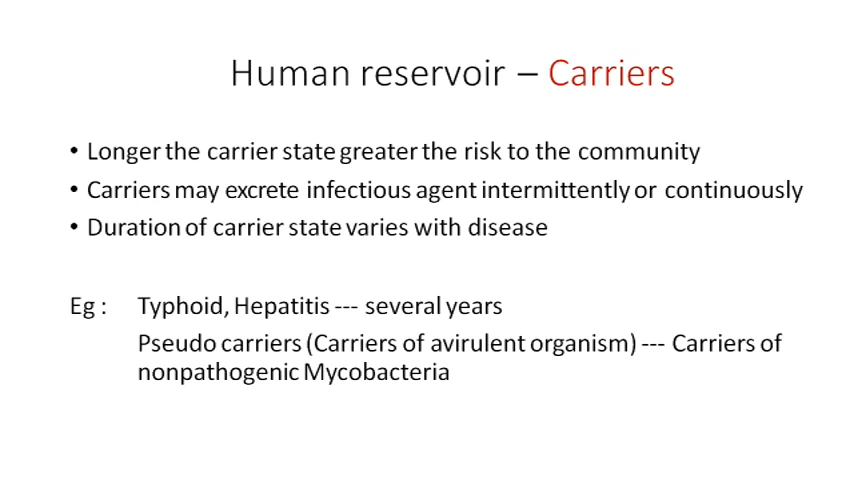 Human reservoir – Carriers
• Longer the carrier state greater the risk to the community
• Carriers may excrete infectious agent intermittently or continuously
• Duration of carrier state varies with disease
Eg : Typhoid, Hepatitis --- several years
Pseudo carriers (Carriers of avirulent organism) --- Carriers of
nonpathogenic Mycobacteria